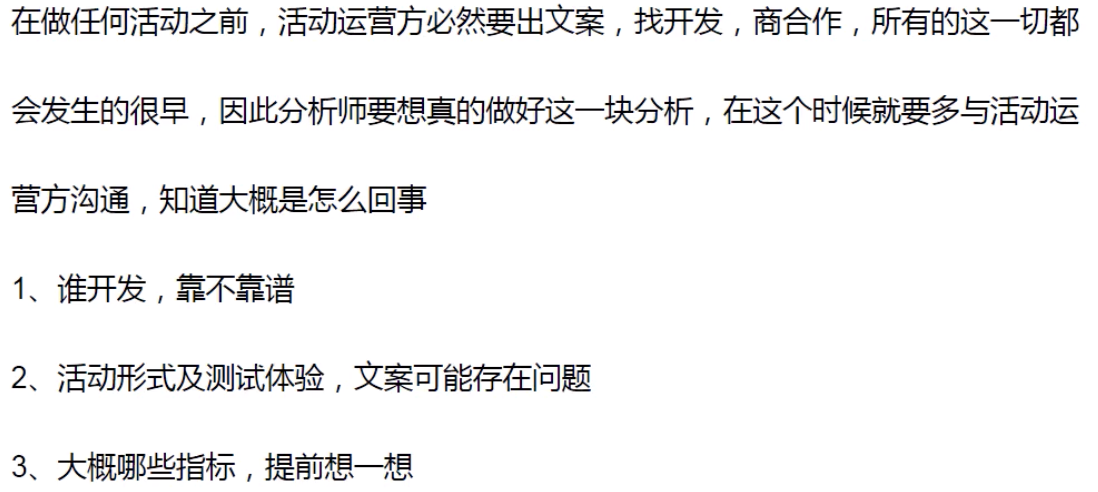 在做任何活动之前，活动运营方必然要出文案，找开发，商合作，所有的这一切都
会发生的很早，因此分析师要想真的做好这一块分析，在这个时候就要多与活动运
营方沟通，知道大概是怎么回事
1、谁开发，靠不靠谱
2、活动形式及测试体验，文案可能存在问题
3、大概哪些指标，提前想一想